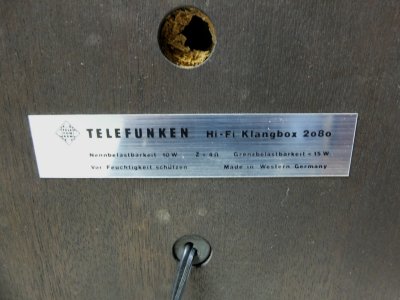 TELEFUNKEN Hi-Fi Klangbox 2080
Nennbelastbarkeit 10 W Z = 4Ω Grenzbelastbarkeit = 15 W
Vor Feuchtigkeit schützen Made in Western Germany